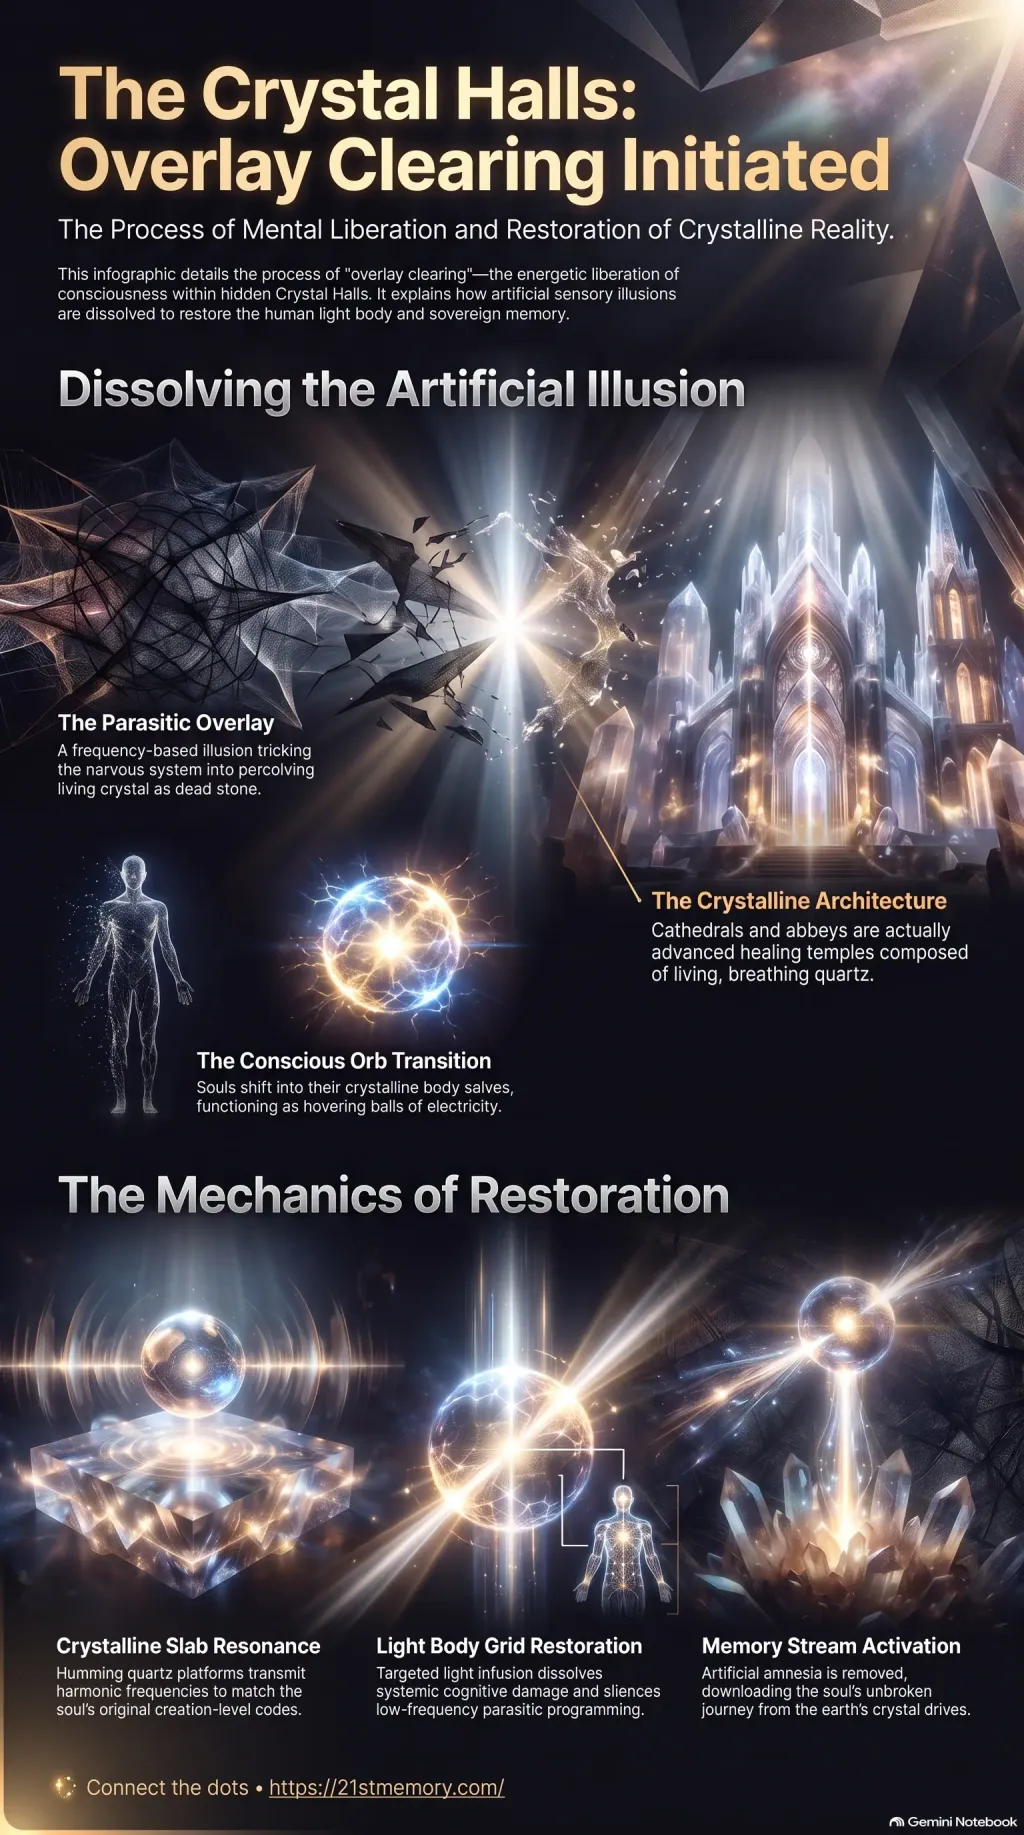 The Crystal Halls:
Overlay Clearing Initiated
The Process of Mental Liberation and Restoration of Crystalline Reality.
This infographic details the process of "overlay clearing"—the energetic liberation of
consciousness within hidden Crystal Halls. It explains how artificial sensory illusions
are dissolved to restore the human light body and sovereign memory.
Dissolving the Artificial Illusion
The Parasitic Overlay
A frequency-based illusion tricking
the narvous system into percolving
living crystal as dead stone.
The Crystalline Architecture
Cathedrals and abbeys are actually
advanced healing temples composed
of living, breathing quartz.
The Conscious Orb Transition
Souls shift into their crystalline body salves,
functioning as hovering balls of electricity.
The Mechanics of Restoration
Crystalline Slab Resonance
Humming quartz platforms transmit
harmonic frequencies to match the
soul's original creation-level codes.
Light Body Grid Restoration
Targeted light infusion dissolves
systemic cognitive damage and sliences
low-frequency parasitic programming.
Memory Stream Activation
Artificial amnesia is removed,
downloading the soul's unbroken
journey from the earth's crystal drives.
Connect the dots • https://21stmemory.com/
Gemini Notebook